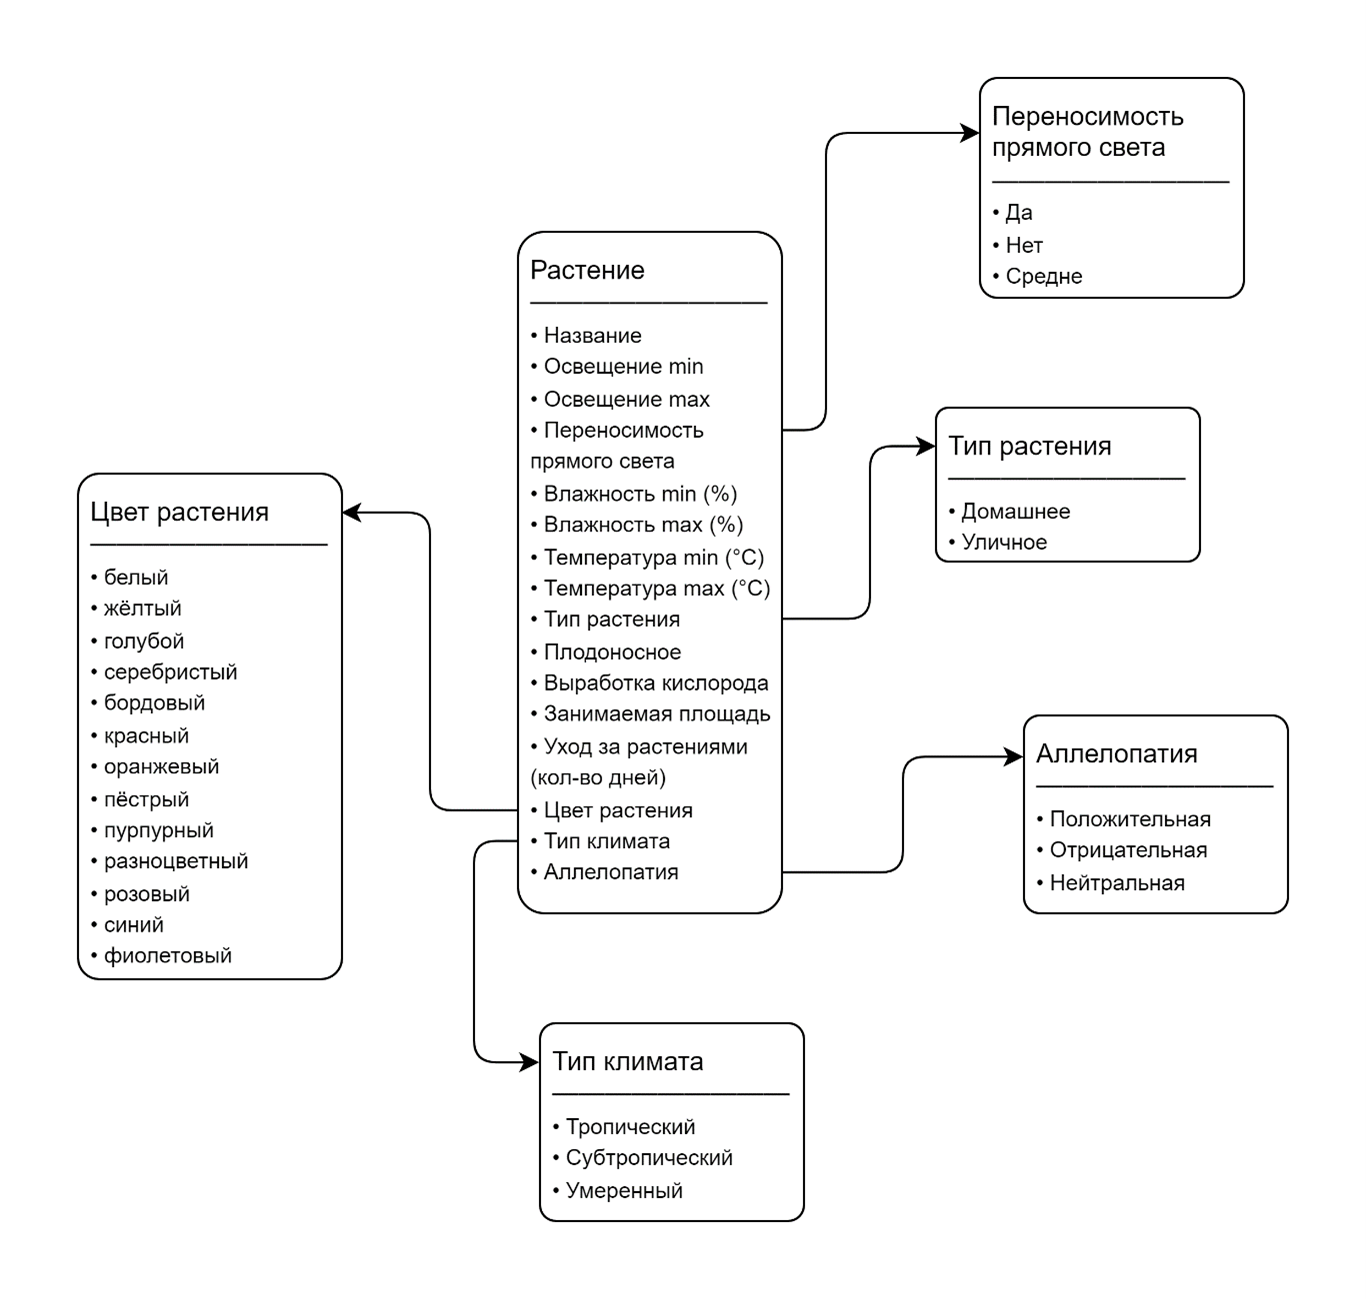 Переносимость
прямого света
• Да
• Нет
• Средне
Растение
• Название
• Освещение min
• Освещение max
• Переносимость
прямого света
• Влажность min (%)
• Влажность max (%)
• Температура min (°C)
• Температура max (°C)
• Тип растения
• Плодоносное
• Выработка кислорода
• Занимаемая площадь
• Уход за растениями
(кол-во дней)
• Цвет растения
• Тип климата
• Аллелопатия
Тип растения
• Домашнее
• Уличное
Цвет растения
• белый
• жёлтый
• голубой
• серебристый
• бордовый
• красный
• оранжевый
• пёстрый
• пурпурный
• разноцветный
• розовый
• синий
• фиолетовый
Аллелопатия
• Положительная
• Отрицательная
• Нейтральная
Тип климата
• Тропический
• Субтропический
• Умеренный